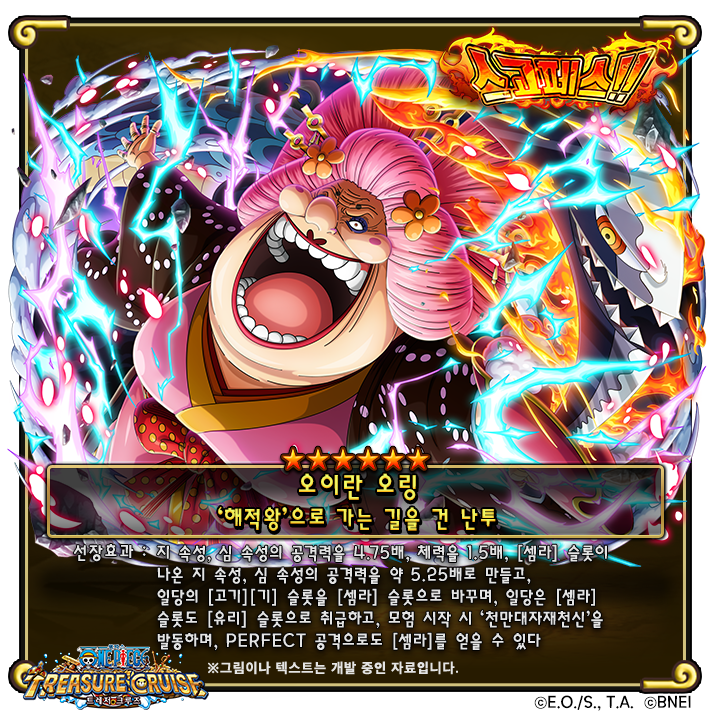 스코페스!!
오이란 오링
‘해적왕’으로 가는 길을 건 난투
선장효과 : 지 속성, 심 속성의 공격력을 4.75배, 체력을 1.5배, [셈라] 슬롯이
나온 지 속성, 심 속성의 공격력을 약 5.25배로 만들고,
일당의 [고기][기] 슬롯을 [셈라] 슬롯으로 바꾸며, 일당은 [셈라]
슬롯도 [유리] 슬롯으로 취급하고, 모험 시작 시 ‘천만대자재천신’을
발동하며, PERFECT 공격으로도 [셈라]를 얻을 수 있다
※그림이나 텍스트는 개발 중인 자료입니다.
ONE PIECE
TREASURE CRUISE
트레저 크루즈
©E.O./S., T.A. ©BNEI